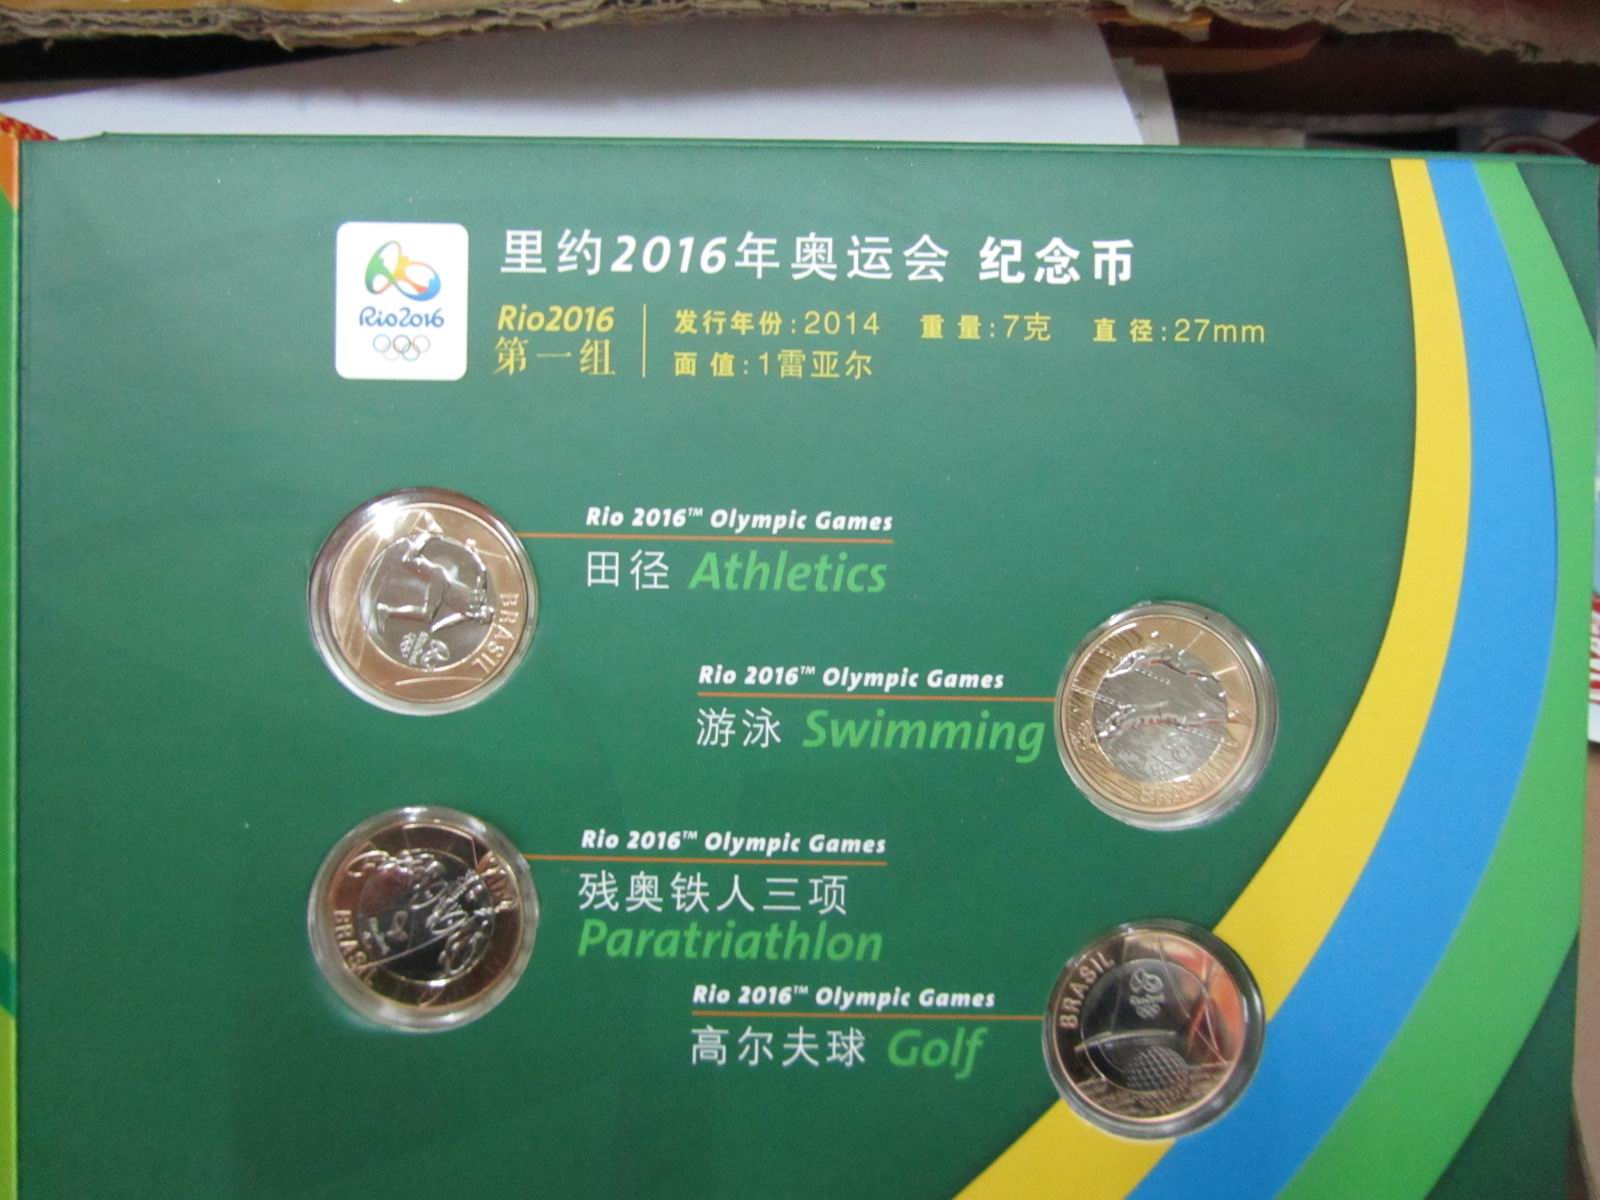 里约2016年奥运会 纪念币
Rio2016
Rio2016
第一组
发行年份:2014 重量:7克 直径:27mm
面值:1雷亚尔
Rio 2016™ Olympic Games
田径 Athletics
BRASIL
Rio 2016™ Olympic Games
游泳 Swimming
BRASIL
Rio 2016™ Olympic Games
残奥铁人三项
Paratriathlon
BRASIL
Rio 2016™ Olympic Games
高尔夫球 Golf
BRASIL